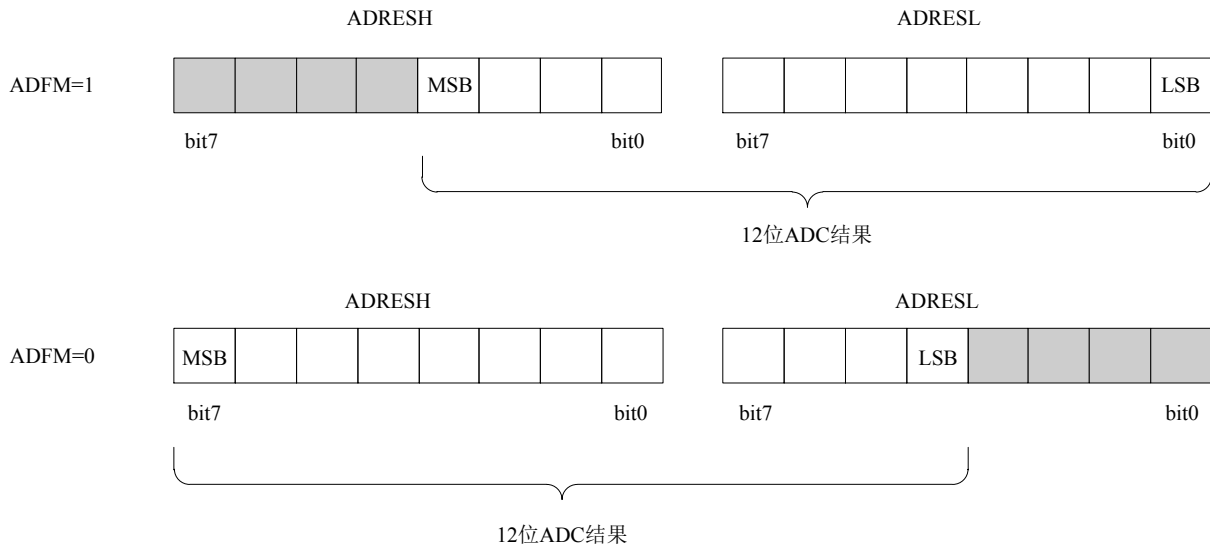 ADRESH ADRESL
ADFM=1 MSB LSB
bit7 bit0 bit7 bit0
12位ADC结果
ADRESH ADRESL
ADFM=0 MSB LSB
bit7 bit0 bit7 bit0
12位ADC结果